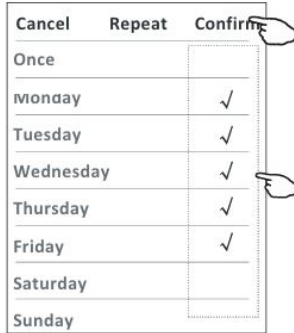 Cancel Repeat Confirm
Once
Monday √
Tuesday √
Wednesday √
Thursday √
Friday √
Saturday
Sunday